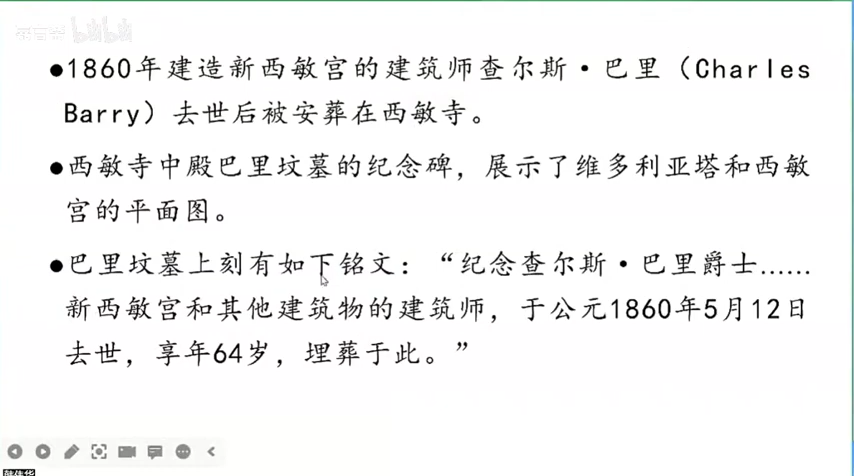 bilibili
●1860年建造新西敏宫的建筑师查尔斯·巴里（Charles
Barry）去世后被安葬在西敏寺。
●西敏寺中殿巴里坟墓的纪念碑，展示了维多利亚塔和西敏
宫的平面图。
●巴里坟墓上刻有如下铭文：“纪念查尔斯·巴里爵士……
新西敏宫和其他建筑物的建筑师，于公元1860年5月12日
去世，享年64岁，埋葬于此。”